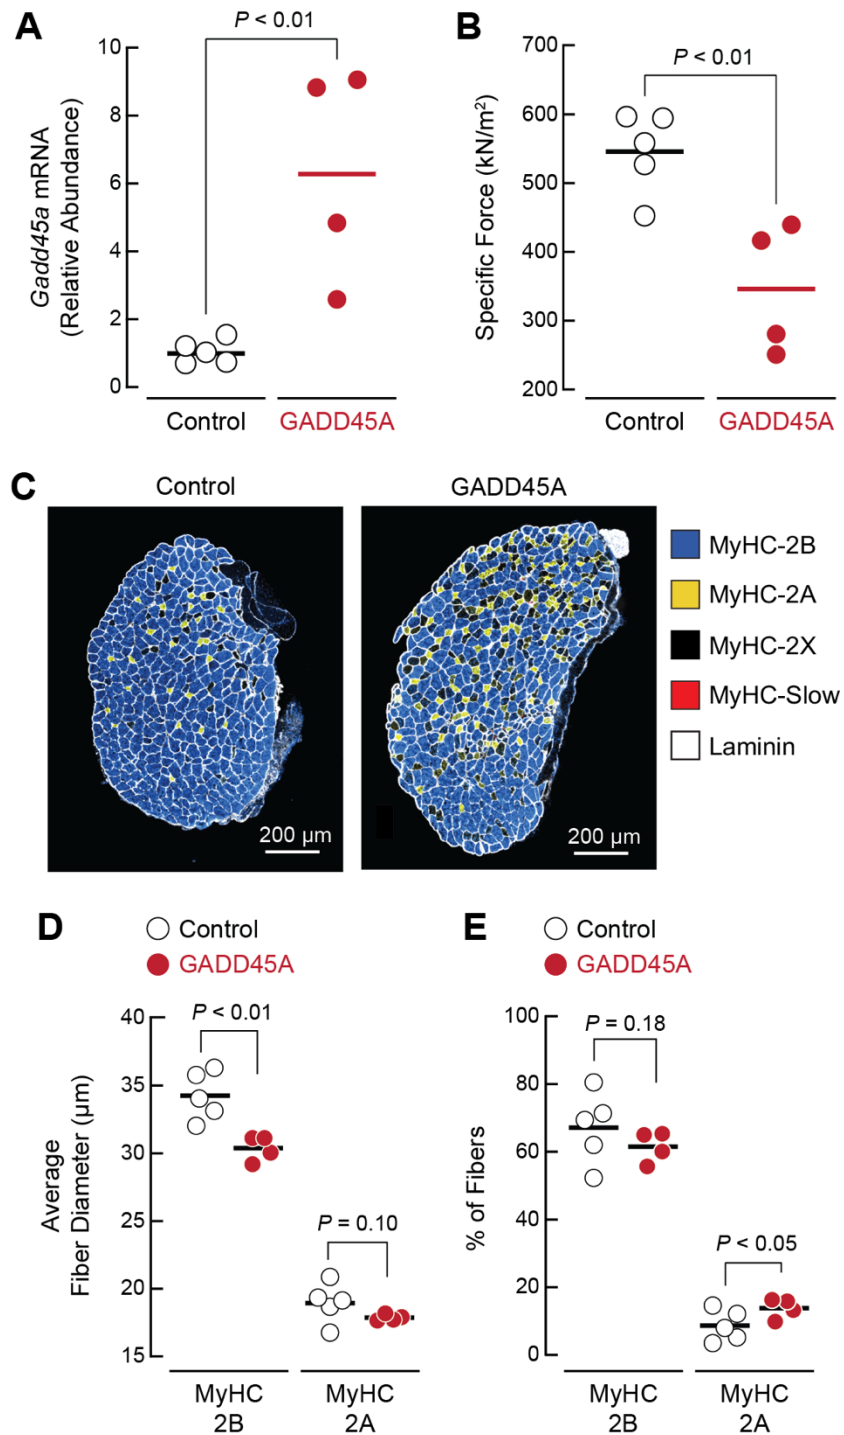 A
P < 0.01
10
8
6
4
2
0
Gadd45a mRNA
(Relative Abundance)
Control
GADD45A
B
P < 0.01
700
600
500
400
300
200
Specific Force (kN/m²)
Control
GADD45A
C
Control
GADD45A
200 µm
200 µm
MyHC-2B
MyHC-2A
MyHC-2X
MyHC-Slow
Laminin
D
Control
GADD45A
P < 0.01
P = 0.10
40
35
30
25
20
15
Average
Fiber Diameter (µm)
MyHC
2B
MyHC
2A
E
Control
GADD45A
P = 0.18
P < 0.05
100
80
60
40
20
0
% of Fibers
MyHC
2B
MyHC
2A